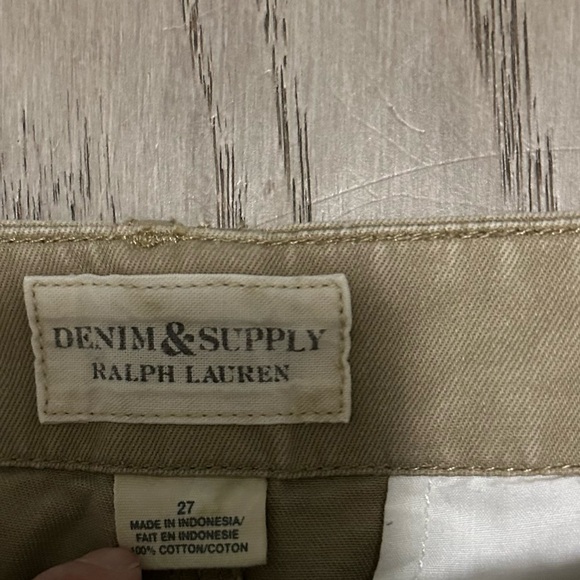 DENIM&SUPPLY
RALPH LAUREN
27
MADE IN INDONESIA/
FAIT EN INDONESIE
100% COTTON/COTON